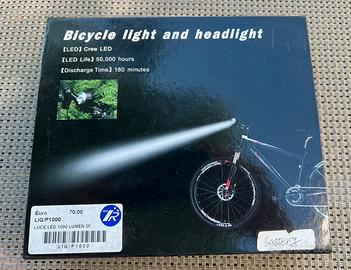 Bicycle light and headlight
【LED】Cree LED
【LED Life】50,000 hours
【Discharge Time】180 minutes
Euro 70.00
LIG/P1000
LUCE LED 1000 LUMEN 3F
LIG/P1000